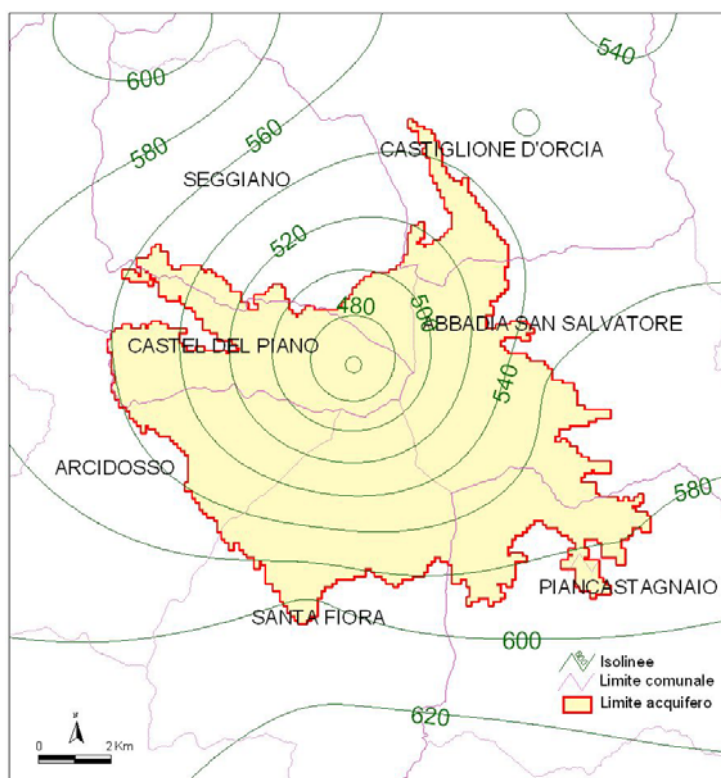 540
600
580
560
CASTIGLIONE D'ORCIA
SEGGIANO
520
480
500
ABBADIA SAN SALVATORE
CASTEL DEL PIANO
540
ARCIDOSSO
580
PIANCASTAGNAIO
SANTA FIORA
600
620
Isolinee
Limite comunale
Limite acquifero
0 2 Km